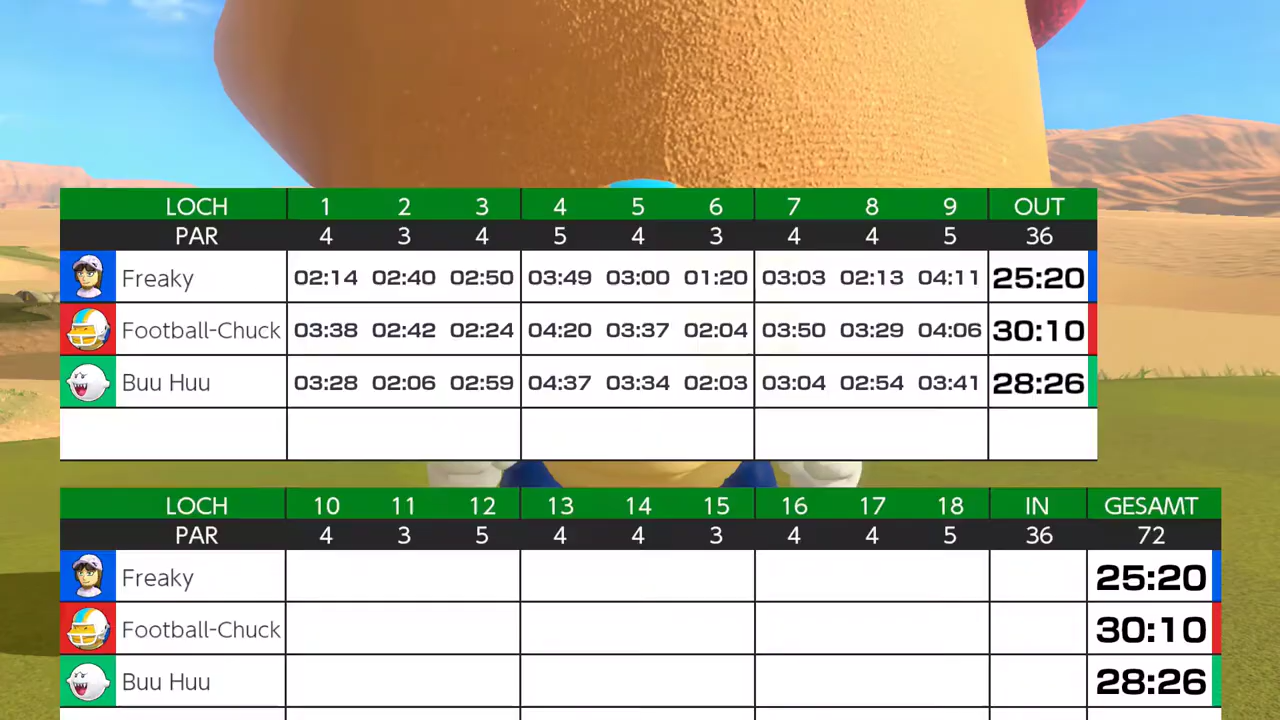 LOCH 1 2 3 4 5 6 7 8 9 OUT
PAR 4 3 4 5 4 3 4 4 5 36
Freaky 02:14 02:40 02:50 03:49 03:00 01:20 03:03 02:13 04:11 25:20
Football-Chuck 03:38 02:42 02:24 04:20 03:37 02:04 03:50 03:29 04:06 30:10
Buu Huu 03:28 02:06 02:59 04:37 03:34 02:03 03:04 02:54 03:41 28:26
LOCH 10 11 12 13 14 15 16 17 18 IN GESAMT
PAR 4 3 5 4 4 3 4 4 5 36 72
Freaky 25:20
Football-Chuck 30:10
Buu Huu 28:26